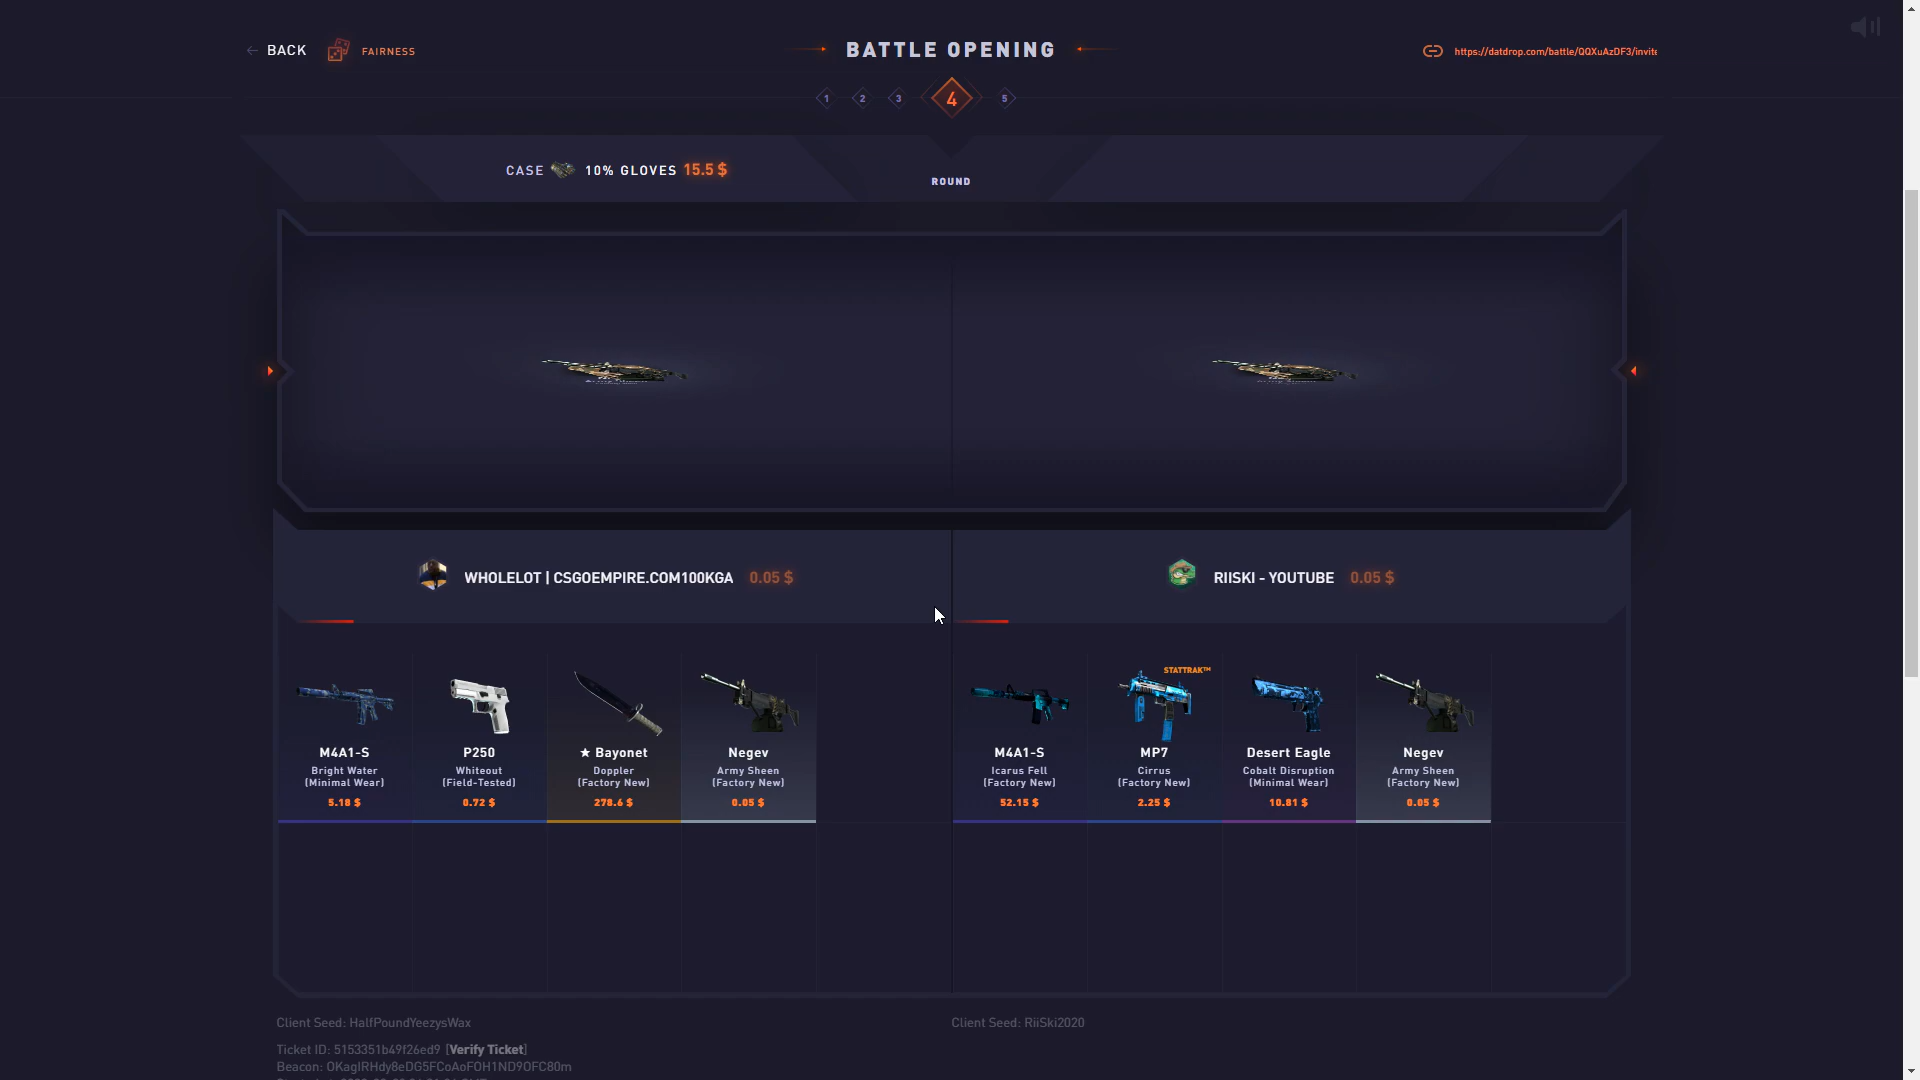 BACK
FAIRNESS
BATTLE OPENING
https://datdrop.com/battle/QQXuAzDF3/invite
1
2
3
4
5
CASE
10% GLOVES 15.5 $
ROUND
WHOLELOT | CSGOEMPIRE.COM100KGA 0.05 $
RIISKI - YOUTUBE 0.05 $
M4A1-S
Bright Water
(Minimal Wear)
5.18 $
P250
Whiteout
(Field-Tested)
0.72 $
★ Bayonet
Doppler
(Factory New)
278.6 $
Negev
Army Sheen
(Factory New)
0.05 $
M4A1-S
Icarus Fell
(Factory New)
52.15 $
STATTRAK™
MP7
Cirrus
(Factory New)
2.25 $
Desert Eagle
Cobalt Disruption
(Minimal Wear)
10.81 $
Negev
Army Sheen
(Factory New)
0.05 $
Client Seed: HalfPoundYeezysWax
Client Seed: RiiSki2020
Ticket ID: 5153351b49f26ed9 [Verify Ticket]
Beacon: OKagIRHdy8eDG5FCoAoFOH1ND9OFC80m